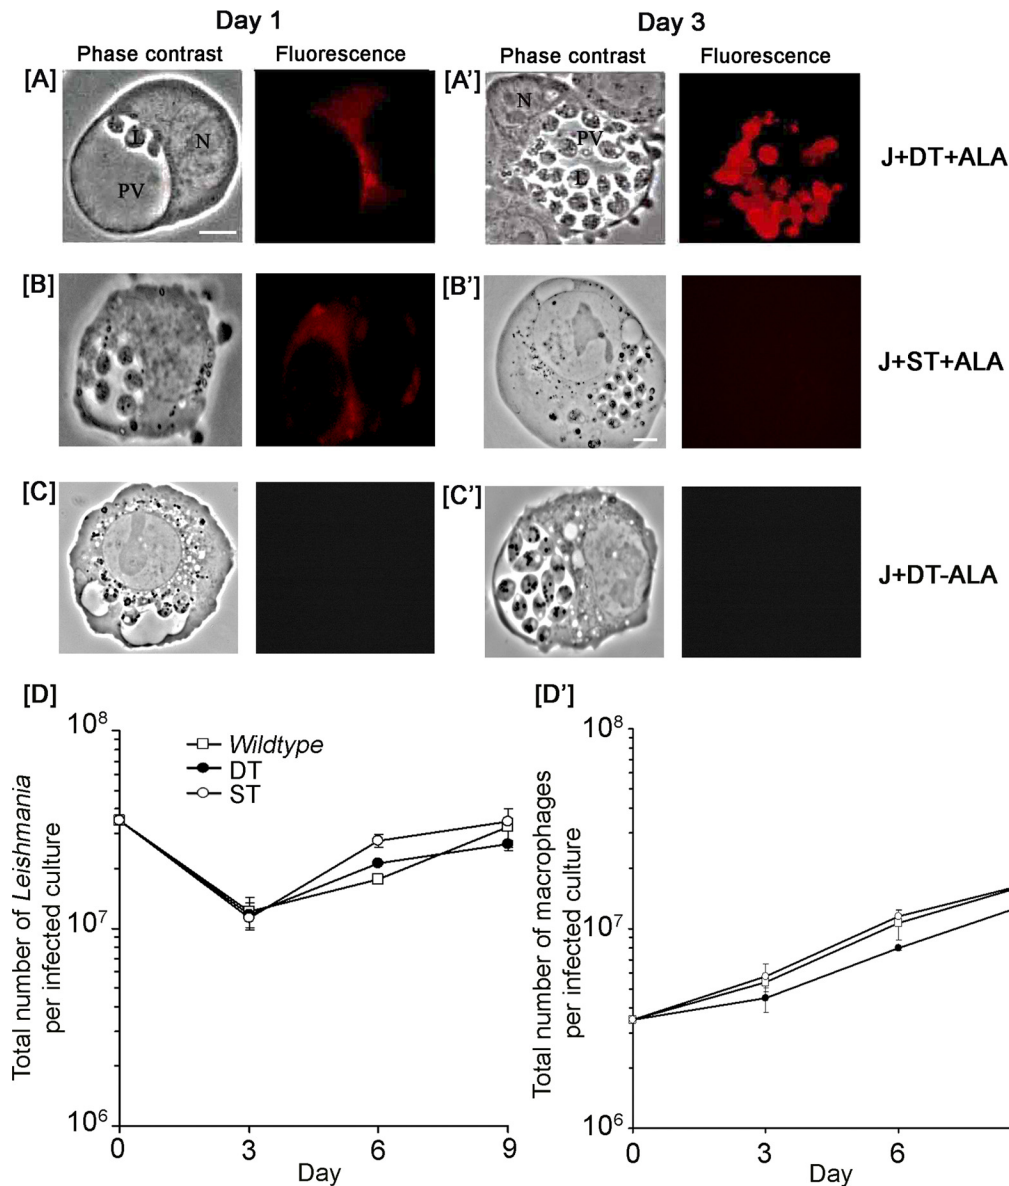 Day 1
Day 3
Phase contrast
Fluorescence
Phase contrast
Fluorescence
[A]
L
N
PV
[A']
N
PV
L
J+DT+ALA
[B]
[B']
J+ST+ALA
[C]
[C']
J+DT-ALA
[D]
Total number of Leishmania
per infected culture
10⁸
10⁷
10⁶
Wildtype
DT
ST
0
3
6
9
Day
[D']
Total number of macrophages
per infected culture
10⁸
10⁷
10⁶
0
3
6
Day